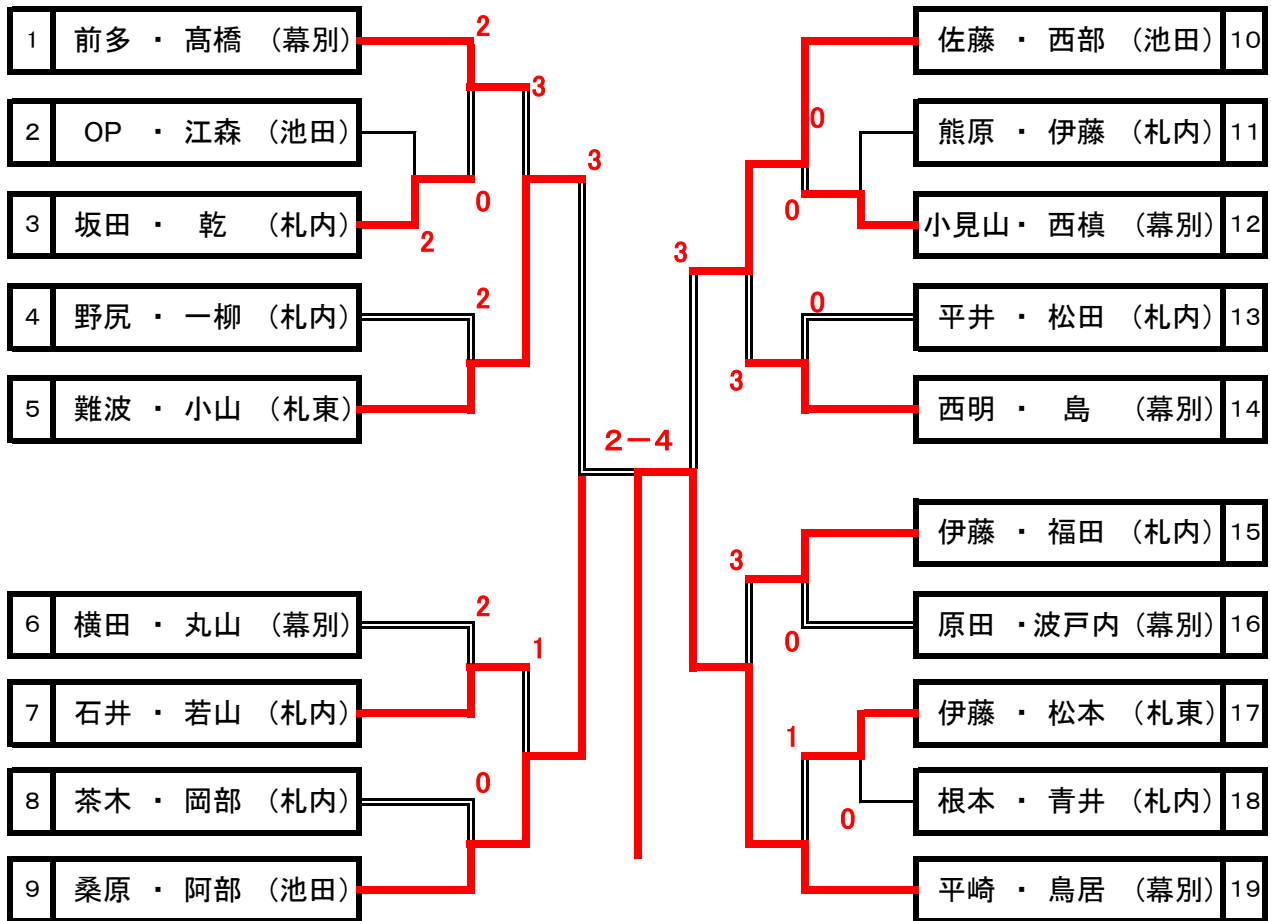 1 前多 ・ 髙橋 (幕別)
2 OP ・ 江森 (池田)
3 坂田 ・ 乾 (札内)
4 野尻 ・ 一柳 (札内)
5 難波 ・ 小山 (札東)
6 横田 ・ 丸山 (幕別)
7 石井 ・ 若山 (札内)
8 茶木 ・ 岡部 (札内)
9 桑原 ・ 阿部 (池田)
2
3
3
0
2
2
2
1
0
2-4
0
0
3
0
3
3
0
1
0
佐藤 ・ 西部 (池田) 10
熊原 ・ 伊藤 (札内) 11
小見山・ 西槙 (幕別) 12
平井 ・ 松田 (札内) 13
西明 ・ 島 (幕別) 14
伊藤 ・ 福田 (札内) 15
原田 ・波戸内 (幕別) 16
伊藤 ・ 松本 (札東) 17
根本 ・ 青井 (札内) 18
平崎 ・ 鳥居 (幕別) 19